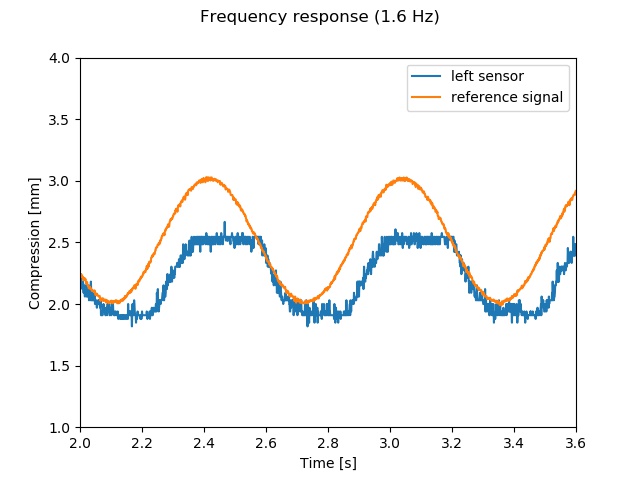 Frequency response (1.6 Hz)
left sensor
reference signal
Compression [mm]
4.0
3.5
3.0
2.5
2.0
1.5
1.0
2.0 2.2 2.4 2.6 2.8 3.0 3.2 3.4 3.6
Time [s]